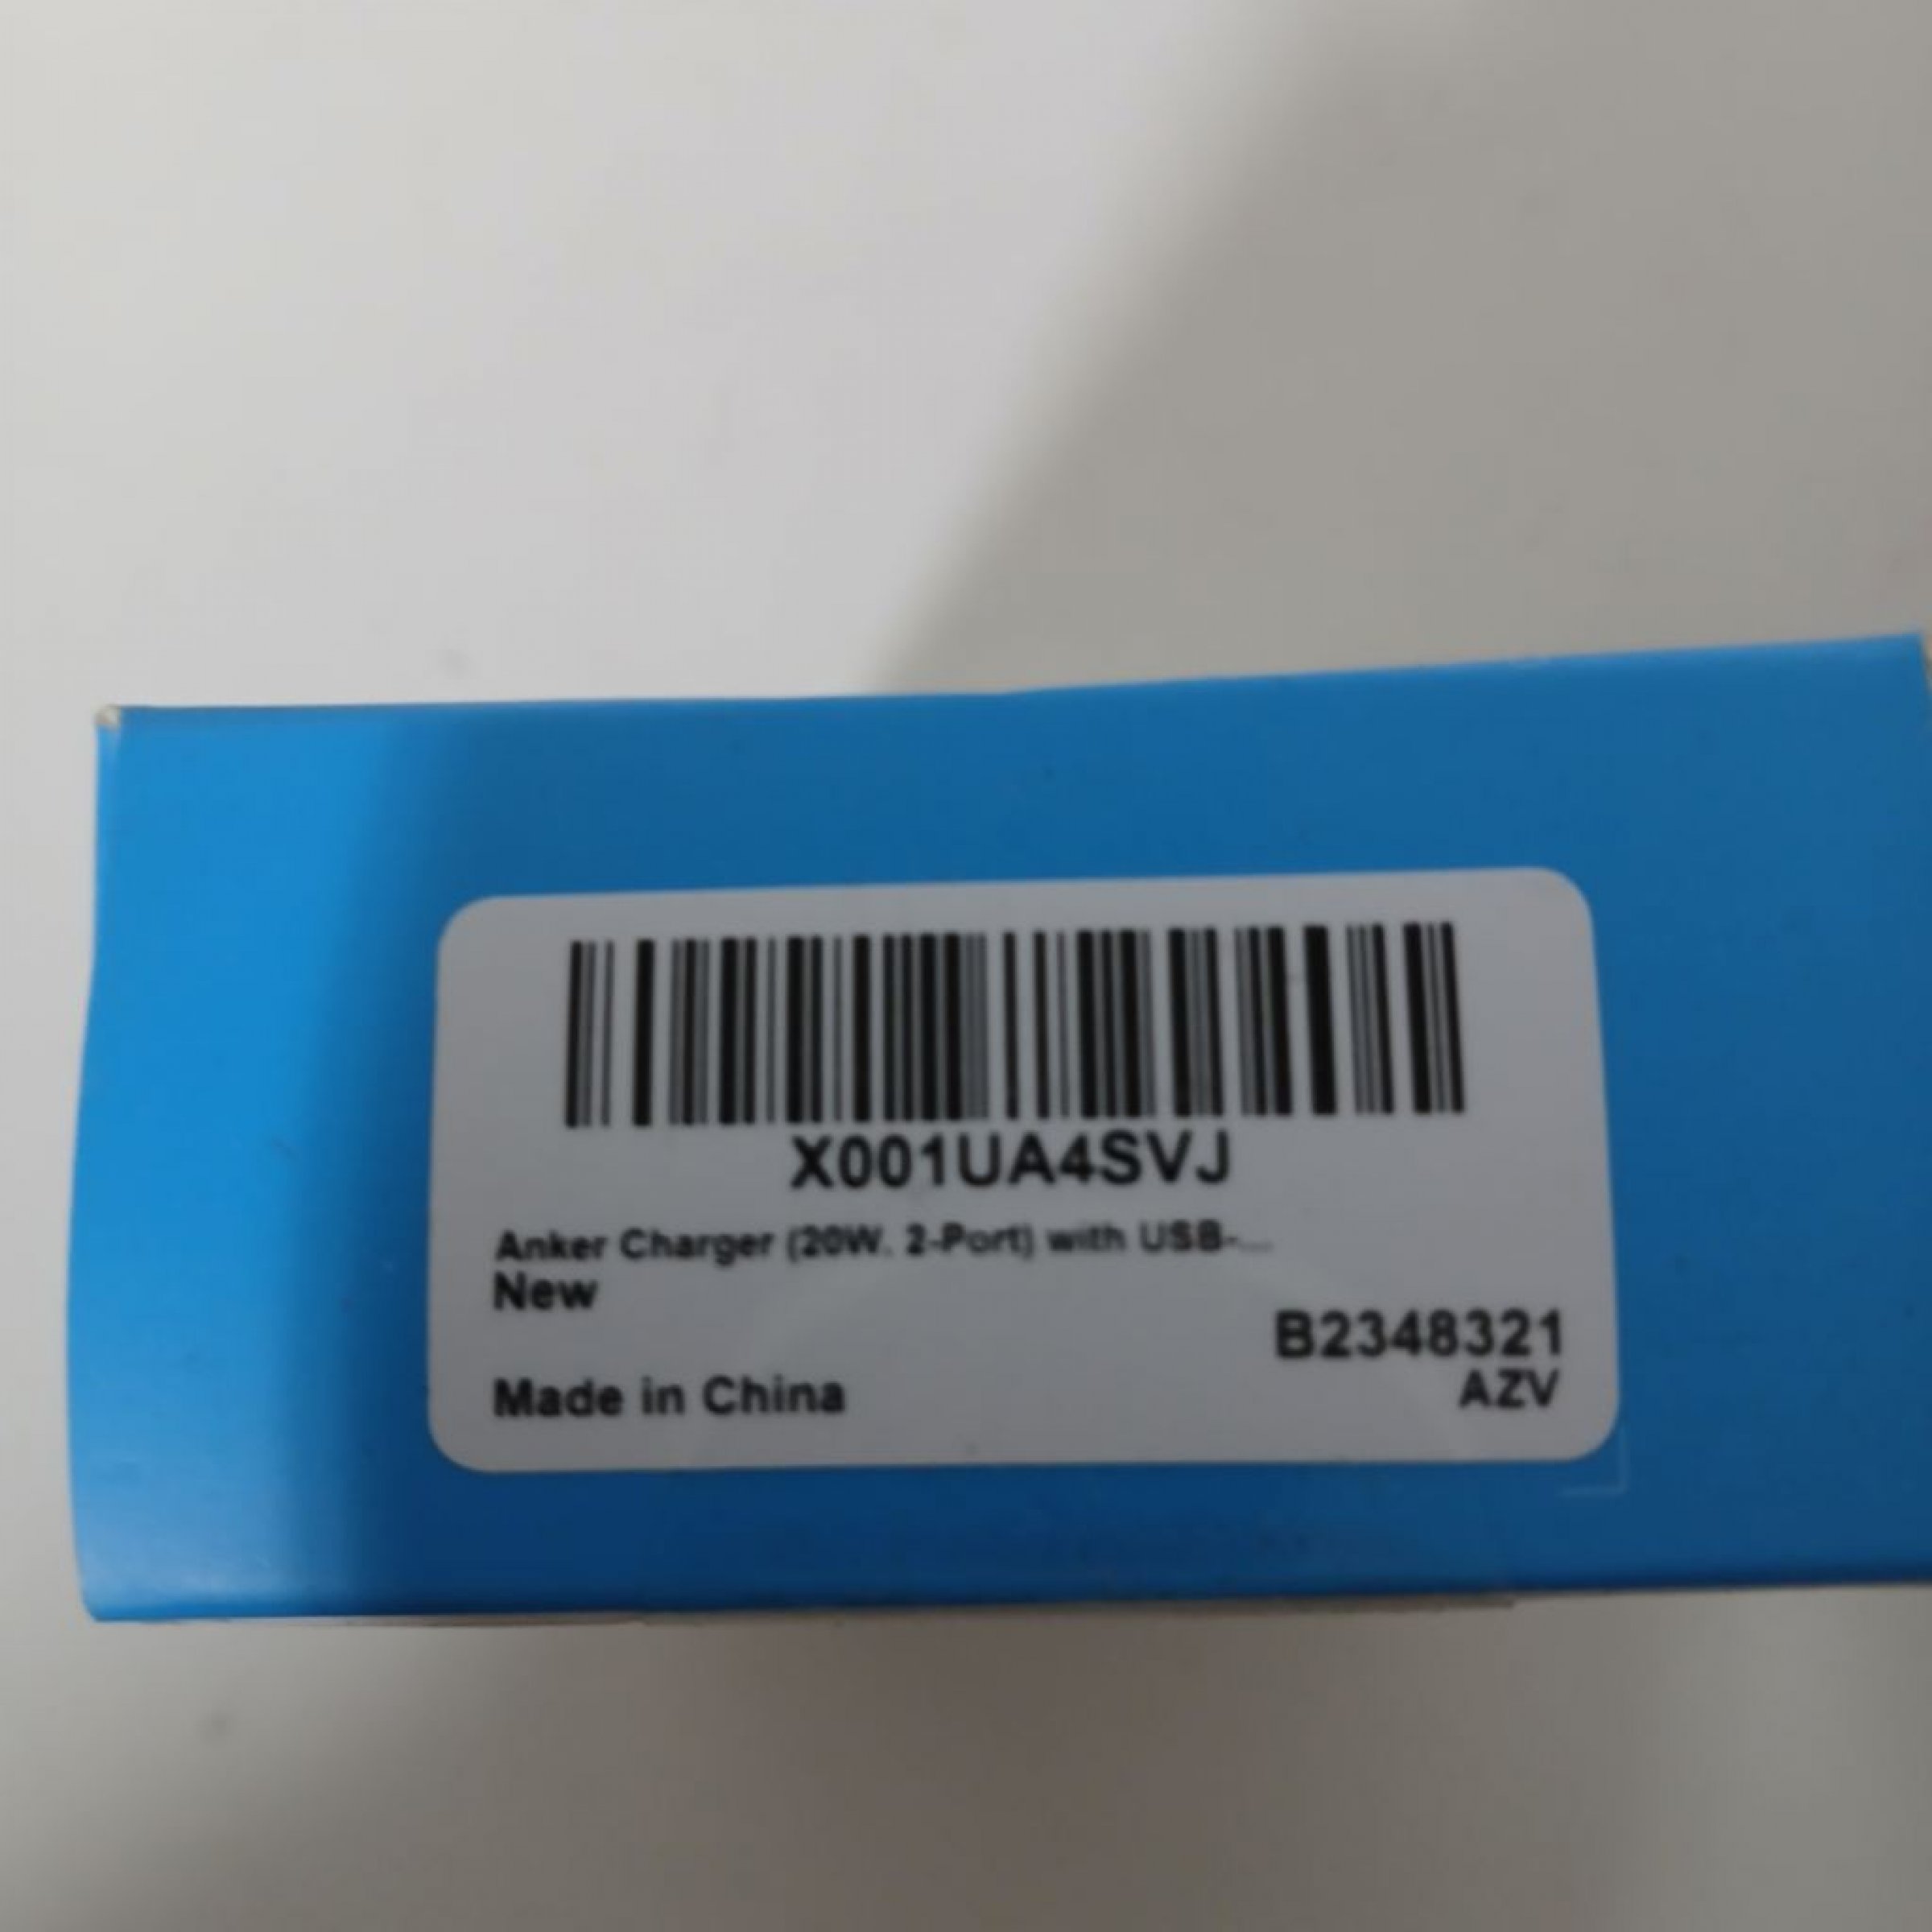 X001UA4SVJ
Anker Charger (20W. 2-Port) with USB-...
New
B2348321
Made in China
AZV